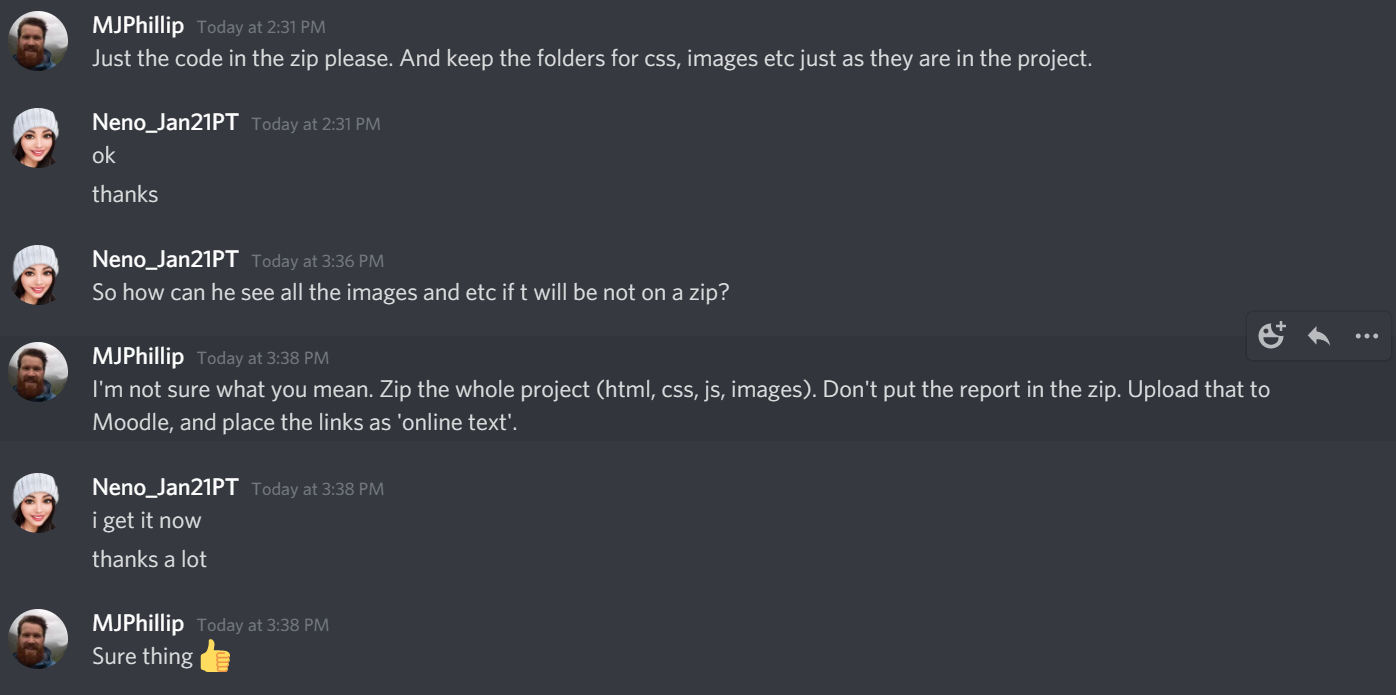 MJPhillip Today at 2:31 PM
Just the code in the zip please. And keep the folders for css, images etc just as they are in the project.
Neno_Jan21PT Today at 2:31 PM
ok
thanks
Neno_Jan21PT Today at 3:36 PM
So how can he see all the images and etc if t will be not on a zip?
MJPhillip Today at 3:38 PM
I'm not sure what you mean. Zip the whole project (html, css, js, images). Don't put the report in the zip. Upload that to
Moodle, and place the links as 'online text'.
Neno_Jan21PT Today at 3:38 PM
i get it now
thanks a lot
MJPhillip Today at 3:38 PM
Sure thing 👍